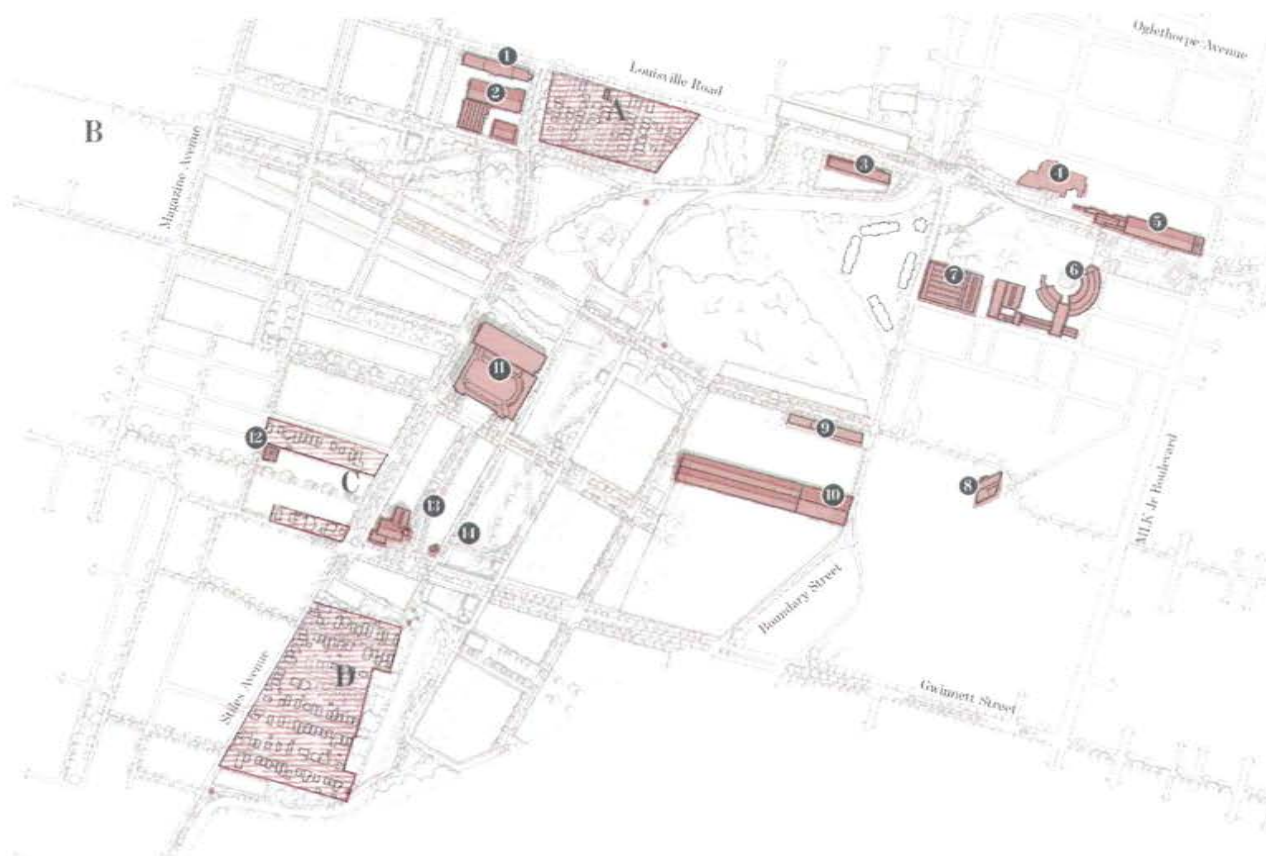 Oglethorpe Avenue
1
Louisville Road
2
A
B
Magazine Avenue
3
4
5
6
7
11
9
12
C
MLK Jr Boulevard
8
10
13
14
Boundary Street
D
Stiles Avenue
Gwinnett Street